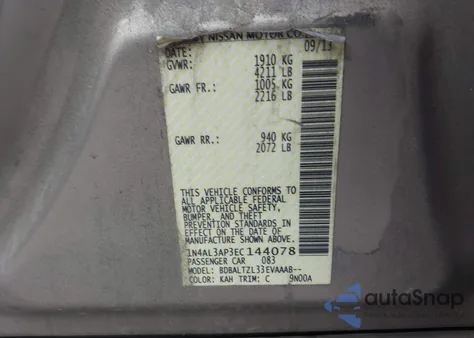 BY NISSAN MOTOR CO.
DATE: 09/13
GVWR: 1910 KG
4211 LB
GAWR FR.: 1005 KG
2216 LB
GAWR RR.: 940 KG
2072 LB
THIS VEHICLE CONFORMS TO
ALL APPLICABLE FEDERAL
MOTOR VEHICLE SAFETY,
BUMPER, AND THEFT
PREVENTION STANDARDS
IN EFFECT ON THE DATE OF
MANUFACTURE SHOWN ABOVE.
1N4AL3AP3EC144078
PASSENGER CAR 083
MODEL: BDBALTZL33EVAAAB--
COLOR: KAH TRIM: C 9N00A
autoSnap